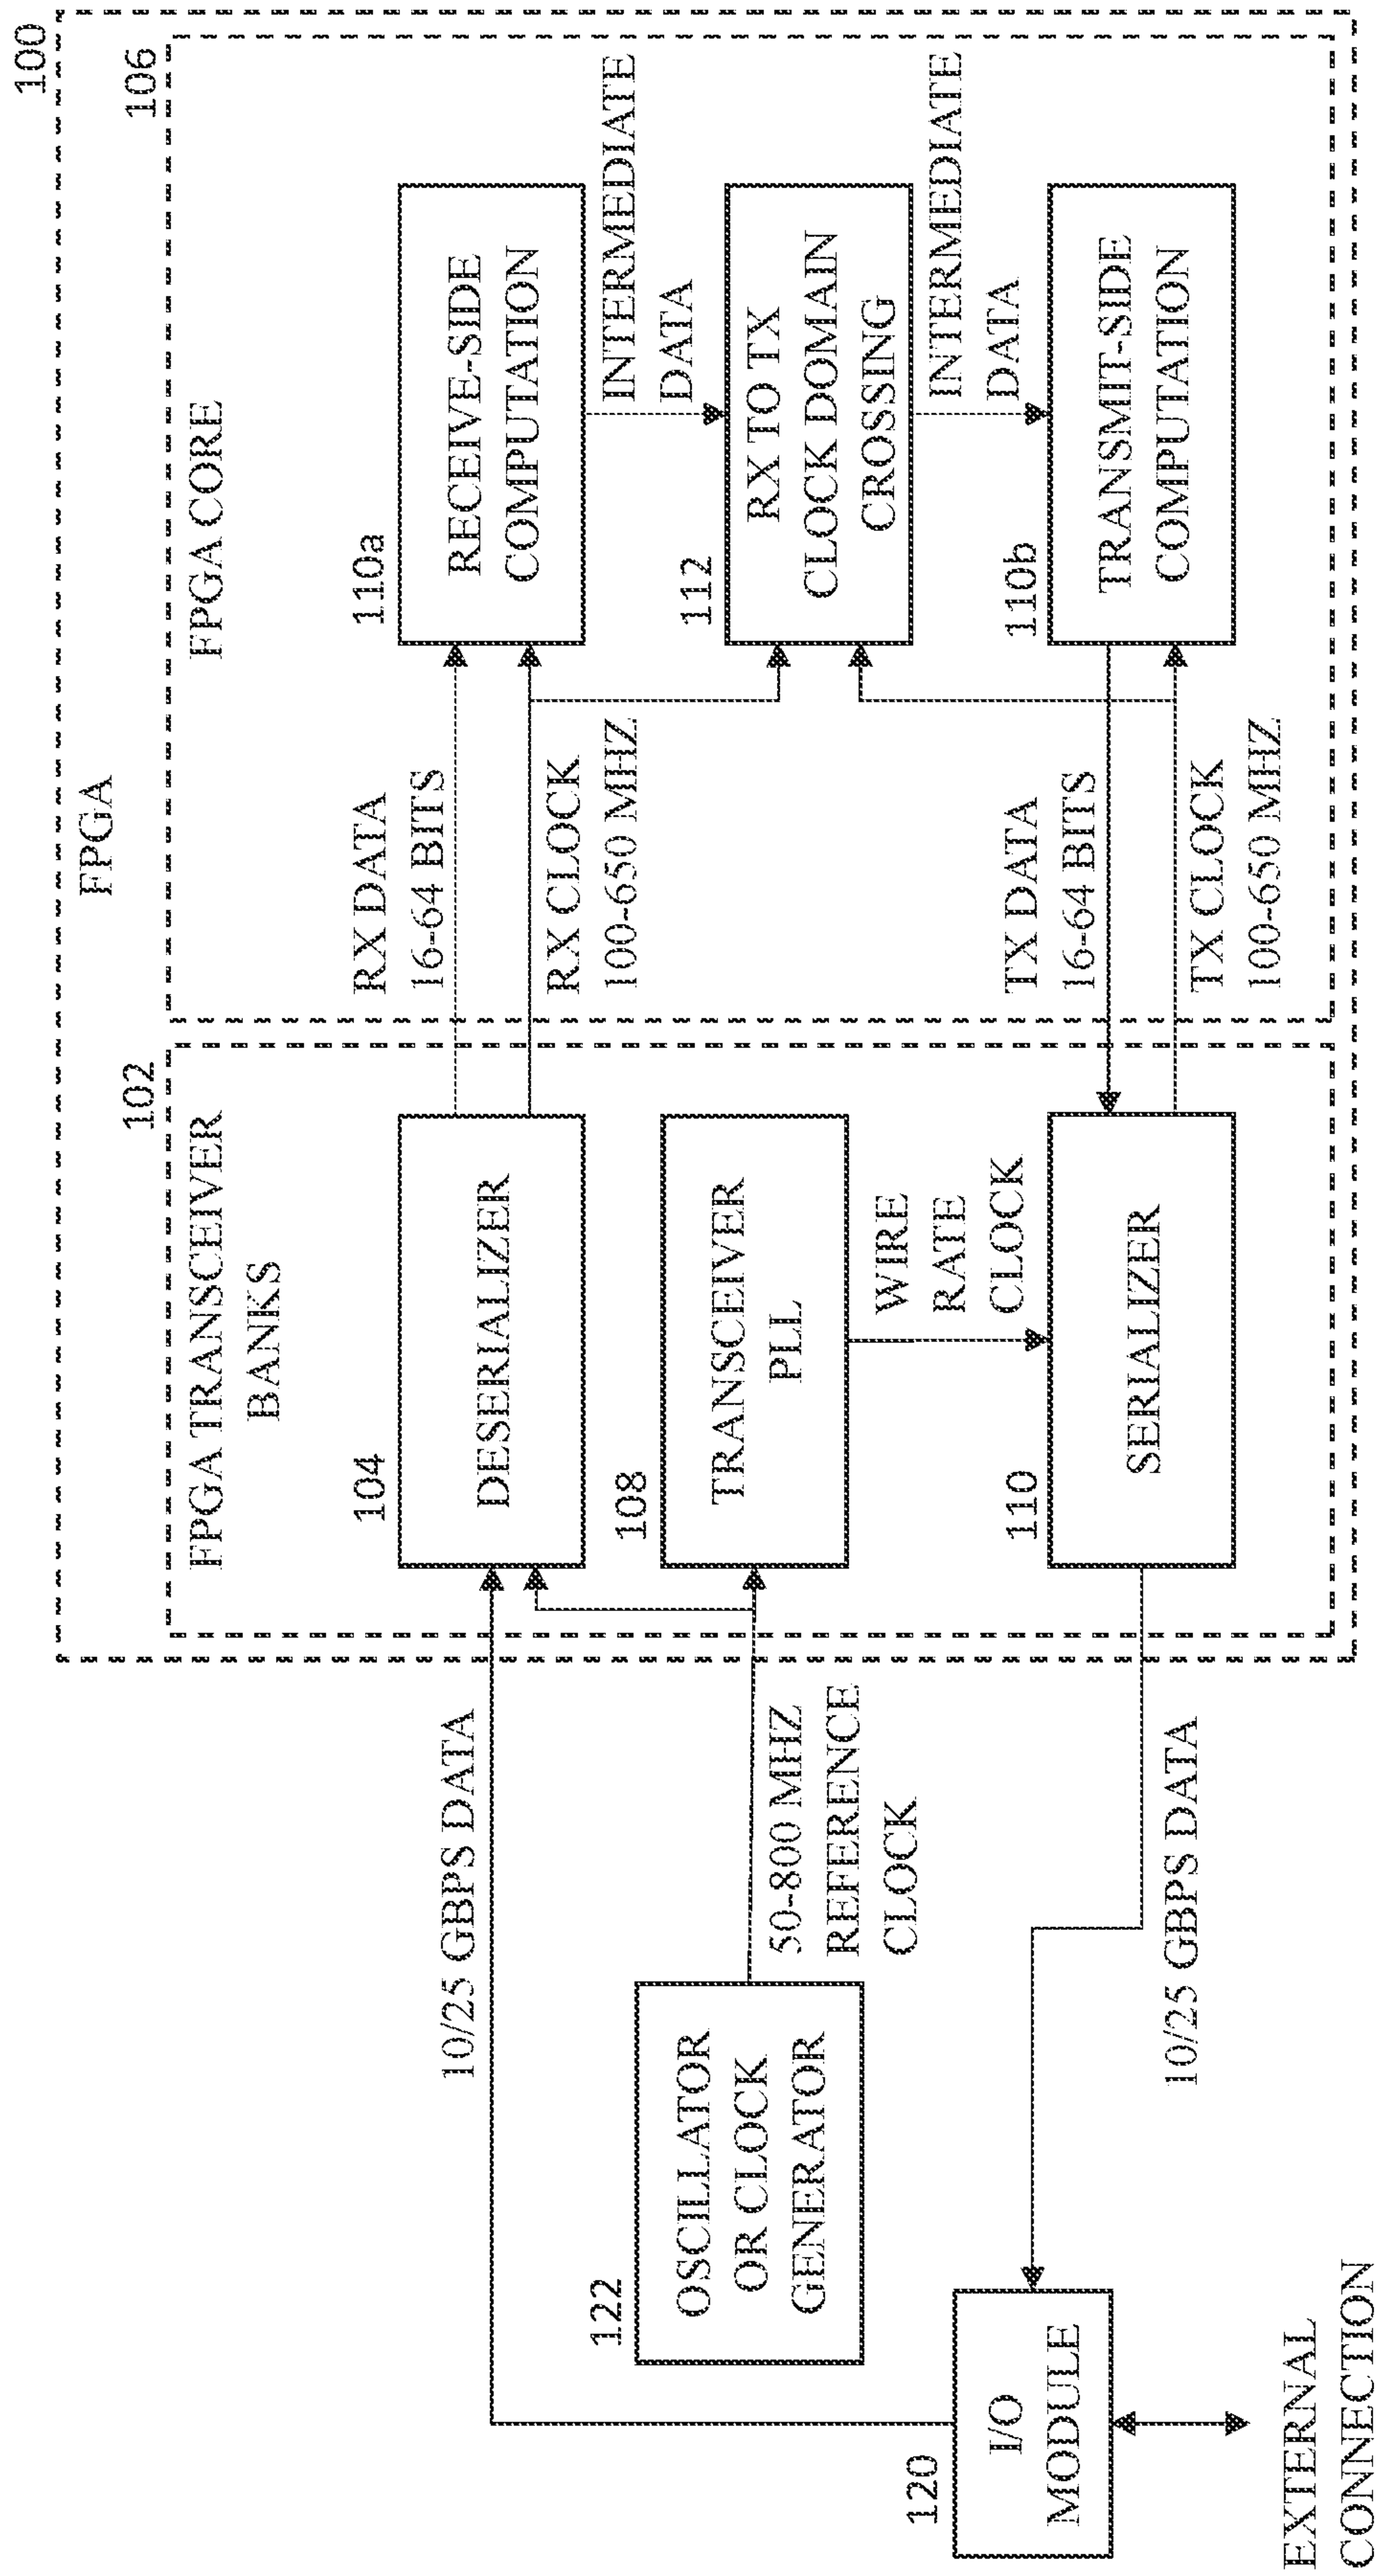 100
FPGA
102
FPGA TRANSCEIVER
BANKS
106
FPGA CORE
10/25 GBPS DATA
104
DESERIALIZER
RX DATA
16-64 BITS
RX CLOCK
100-650 MHZ
110a
RECEIVE-SIDE
COMPUTATION
INTERMEDIATE
DATA
122
OSCILLATOR
OR CLOCK
GENERATOR
50-800 MHZ
REFERENCE
CLOCK
108
TRANSCEIVER
PLL
WIRE
RATE
CLOCK
112
RX TO TX
CLOCK DOMAIN
CROSSING
INTERMEDIATE
DATA
120
I/O
MODULE
EXTERNAL
CONNECTION
10/25 GBPS DATA
110
SERIALIZER
TX DATA
16-64 BITS
TX CLOCK
100-650 MHZ
110b
TRANSMIT-SIDE
COMPUTATION